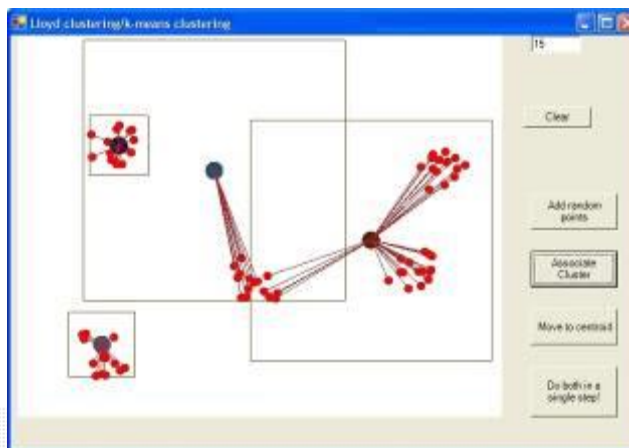 Lloyd clustering/k-means clustering
15
Clear
Add random
points
Associate
Cluster
Move to centroid
Do both in a
single step!